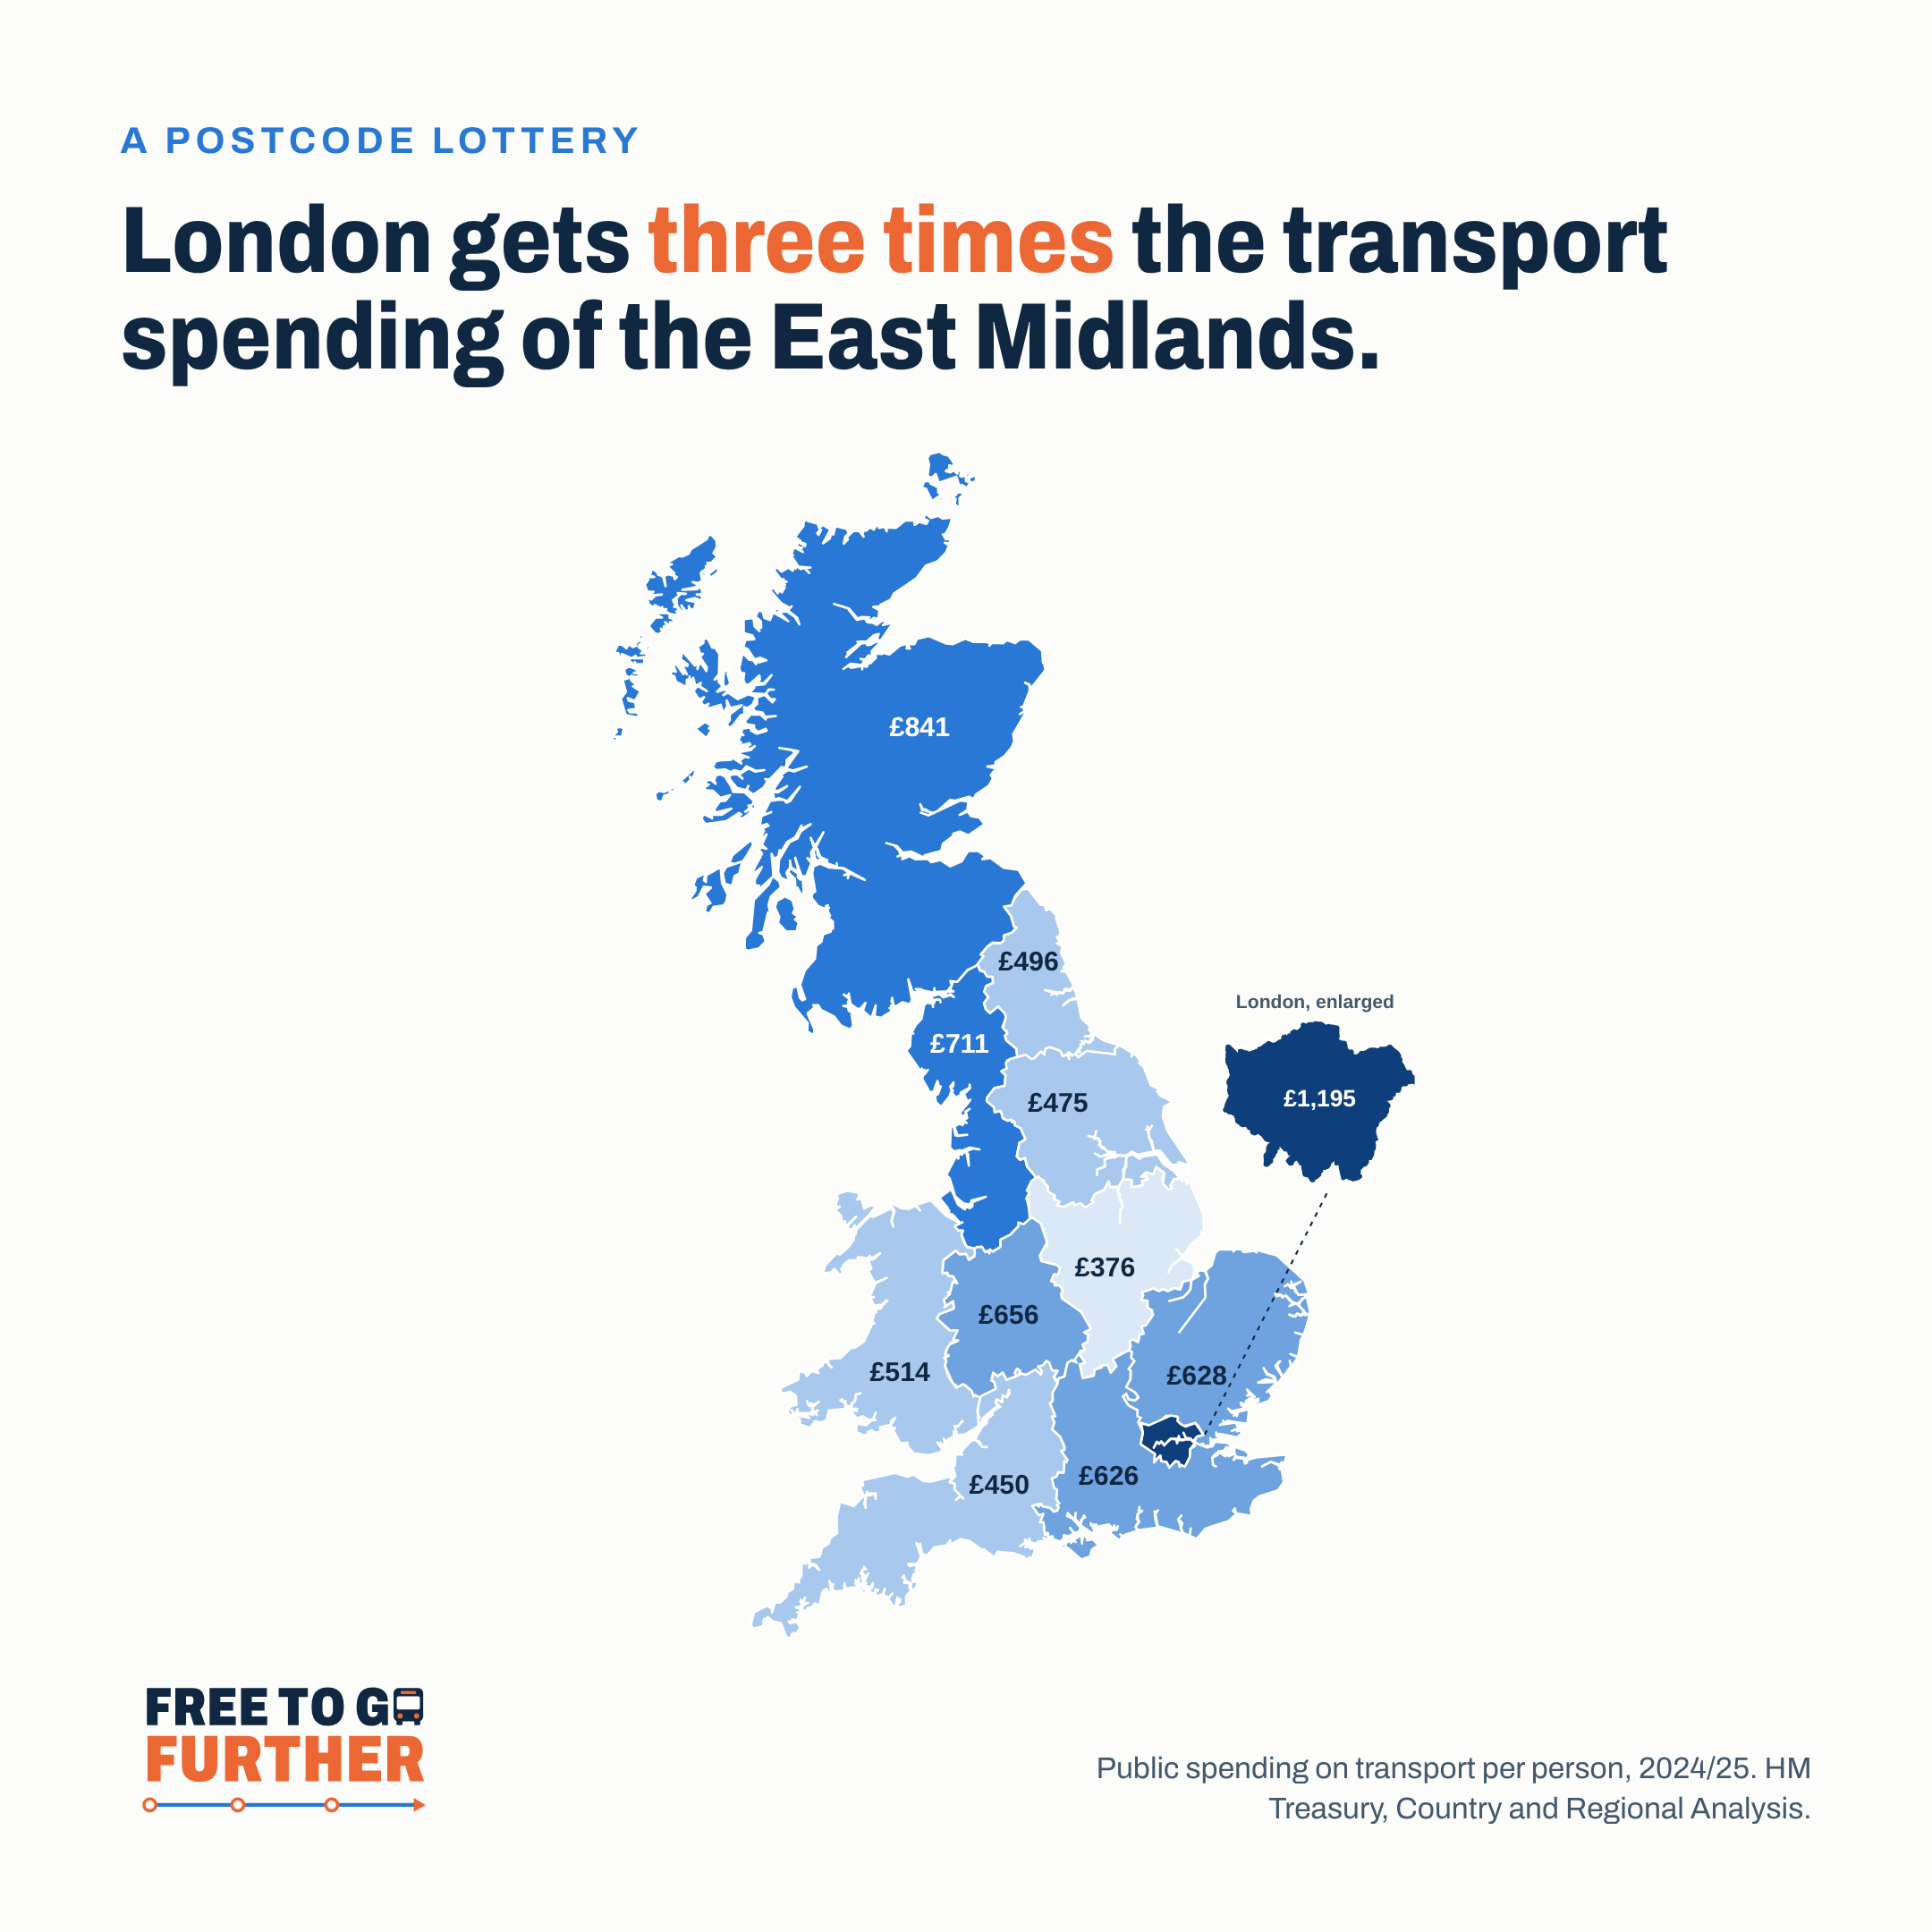 A POSTCODE LOTTERY
London gets three times the transport
spending of the East Midlands.
£841
£496
London, enlarged
£711
£1,195
£475
£376
£656
£514
£628
£626
£450
FREE TO GO
FURTHER
Public spending on transport per person, 2024/25. HM
Treasury, Country and Regional Analysis.